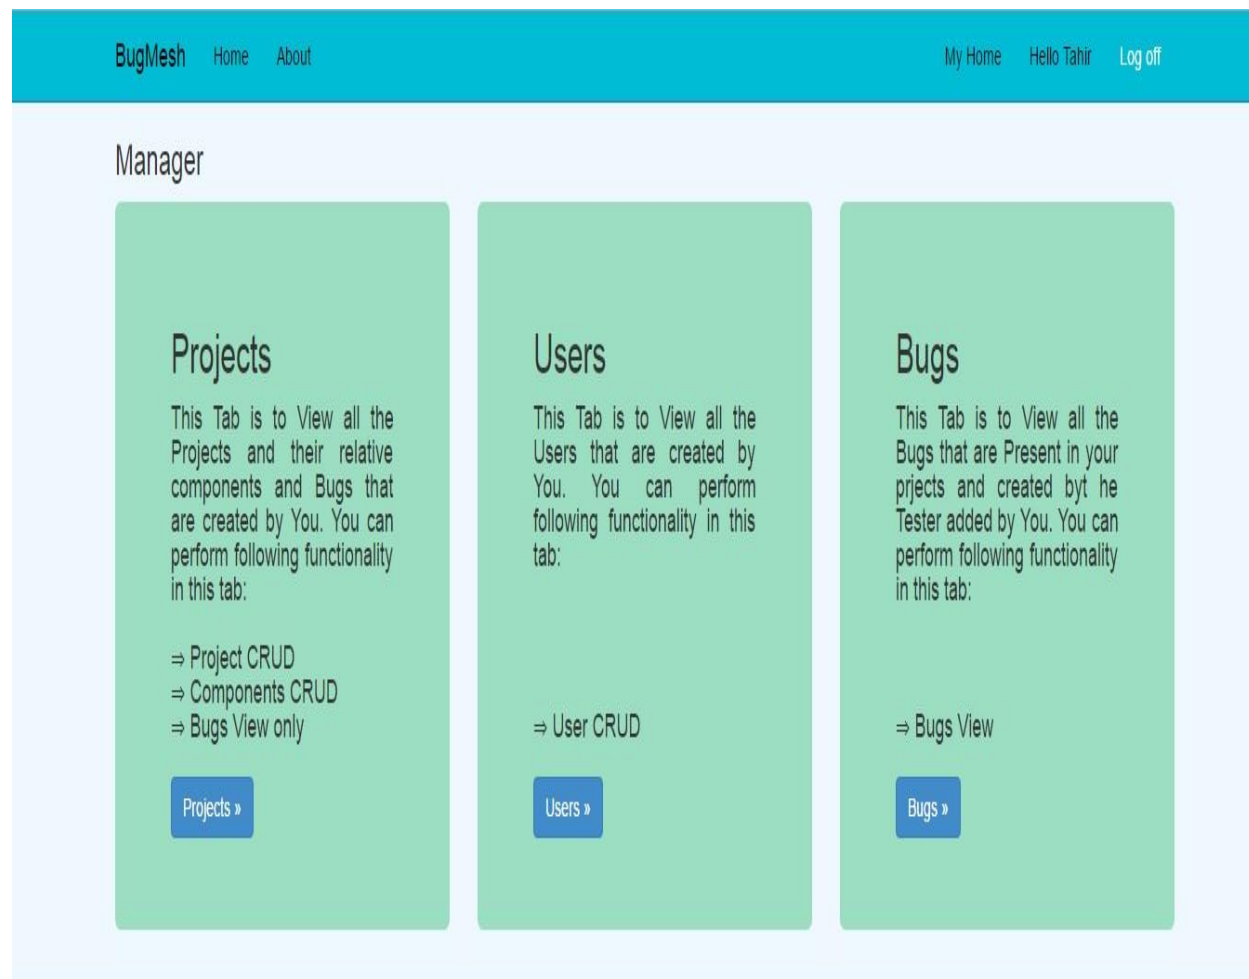 BugMesh Home About My Home Hello Tahir Log off
Manager
Projects
This Tab is to View all the
Projects and their relative
components and Bugs that
are created by You. You can
perform following functionality
in this tab:
⇒ Project CRUD
⇒ Components CRUD
⇒ Bugs View only
Projects »
Users
This Tab is to View all the
Users that are created by
You. You can perform
following functionality in this
tab:
⇒ User CRUD
Users »
Bugs
This Tab is to View all the
Bugs that are Present in your
prjects and created byt he
Tester added by You. You can
perform following functionality
in this tab:
⇒ Bugs View
Bugs »